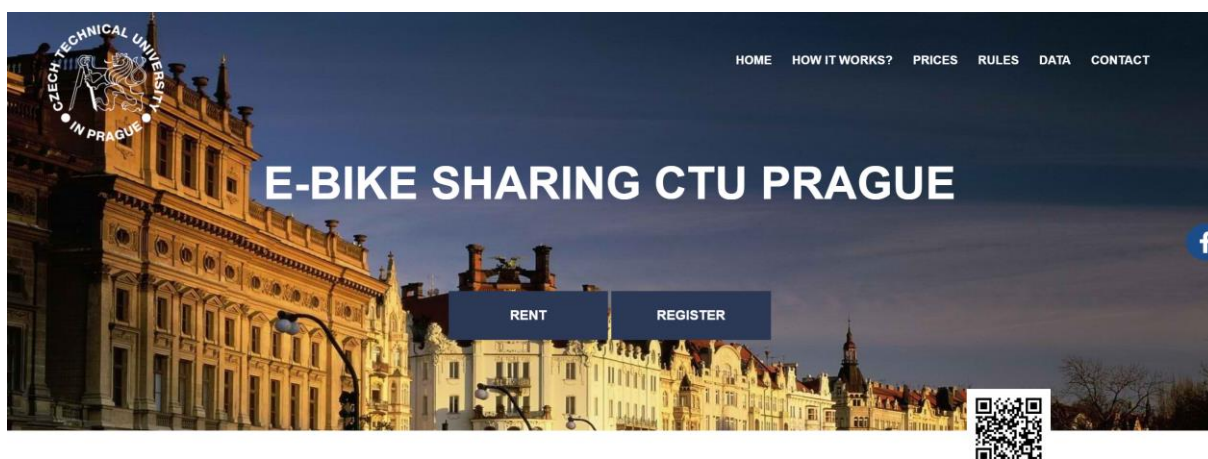 CZECH TECHNICAL UNIVERSITY
IN PRAGUE
HOME HOW IT WORKS? PRICES RULES DATA CONTACT
E-BIKE SHARING CTU PRAGUE
f
RENT REGISTER